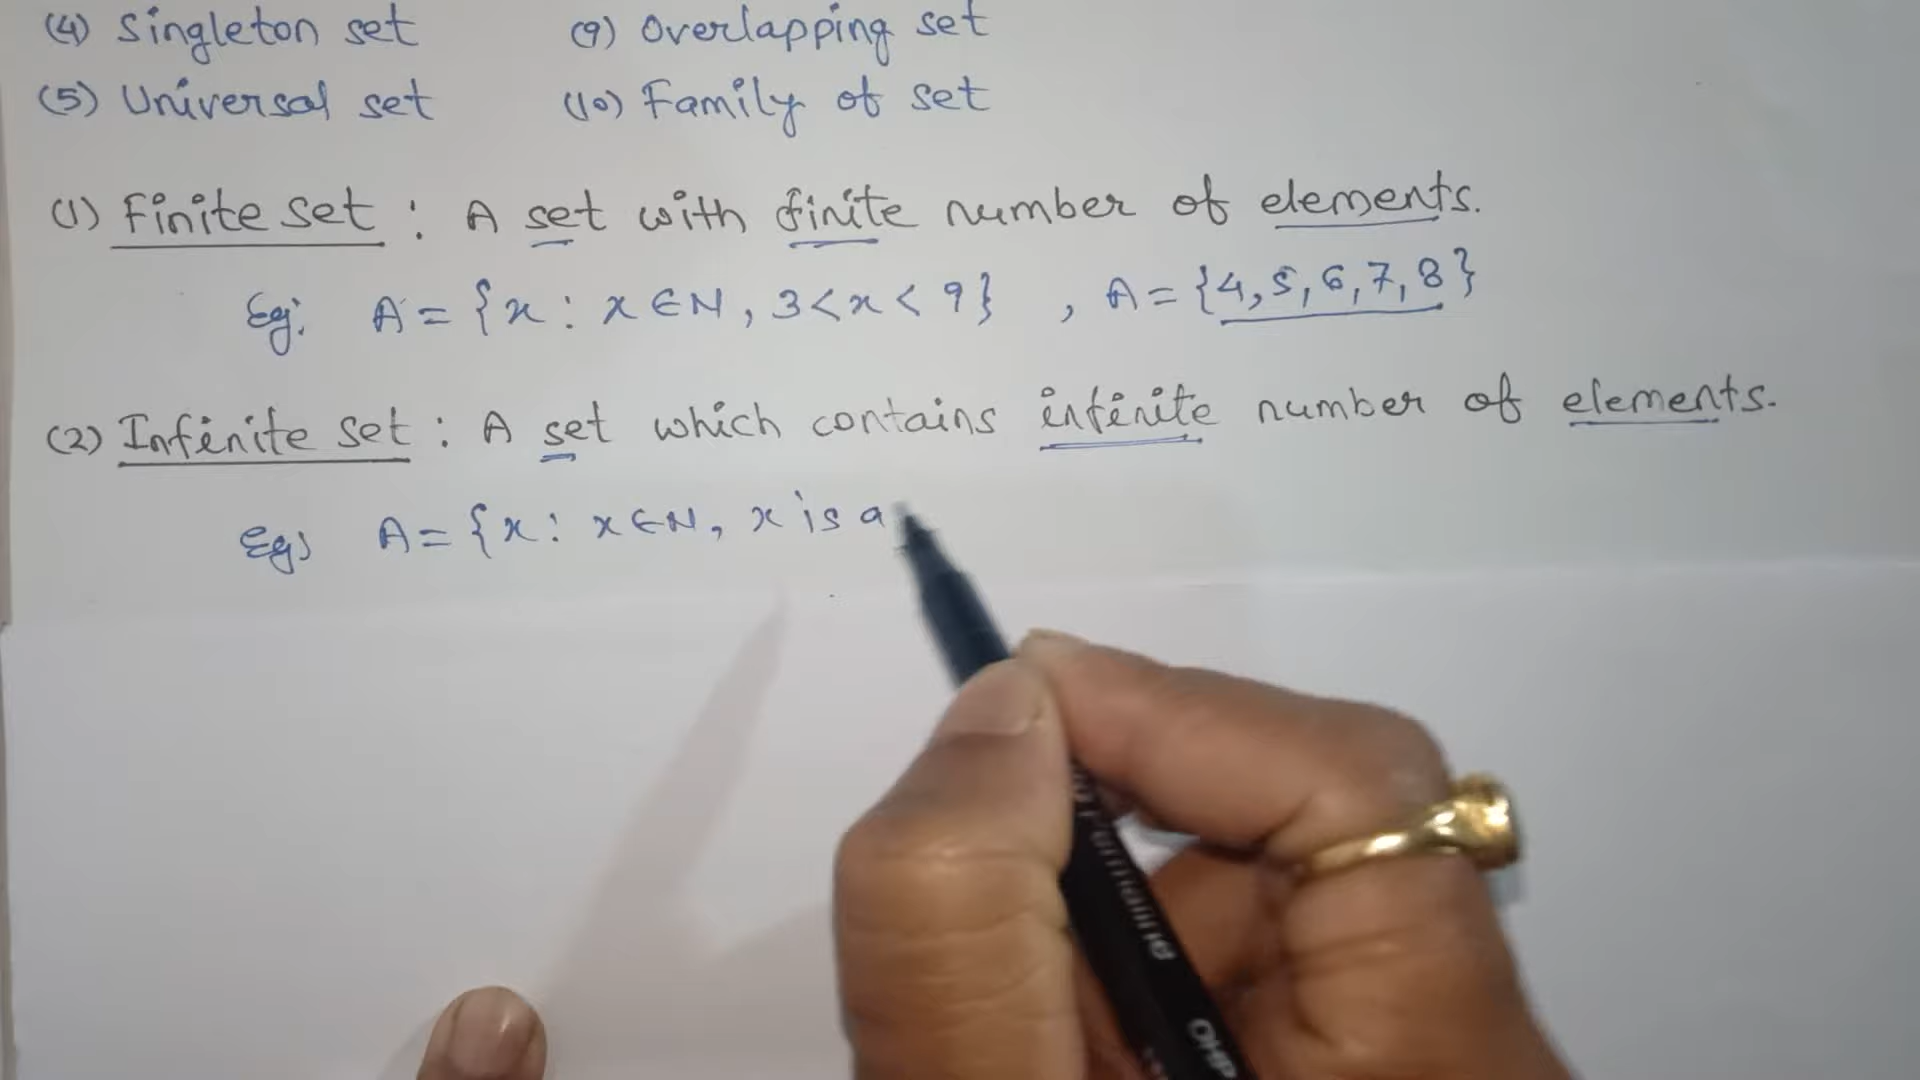 (4) Singleton set (9) Overlapping set
(5) Universal set (10) Family of set
(1) Finite set : A set with finite number of elements.
Eg: A = {x : x ∈ N, 3 < x < 9} , A = {4, 5, 6, 7, 8}
(2) Infinite set : A set which contains infinite number of elements.
Eg: A = {x : x ∈ N, x is a
OHP